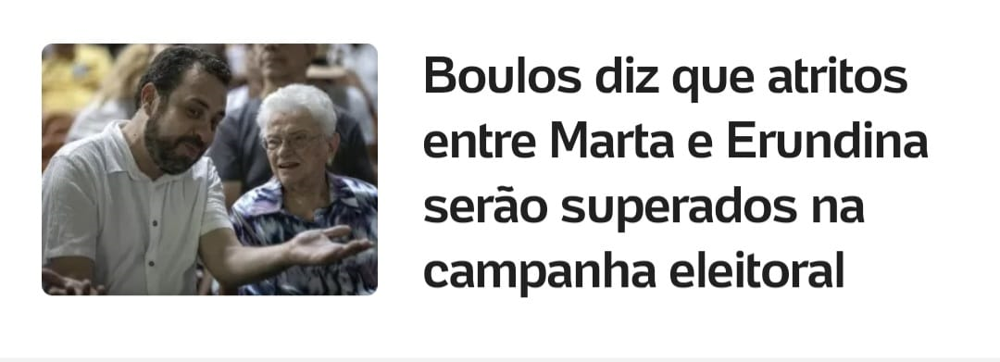 Boulos diz que atritos
entre Marta e Erundina
serão superados na
campanha eleitoral